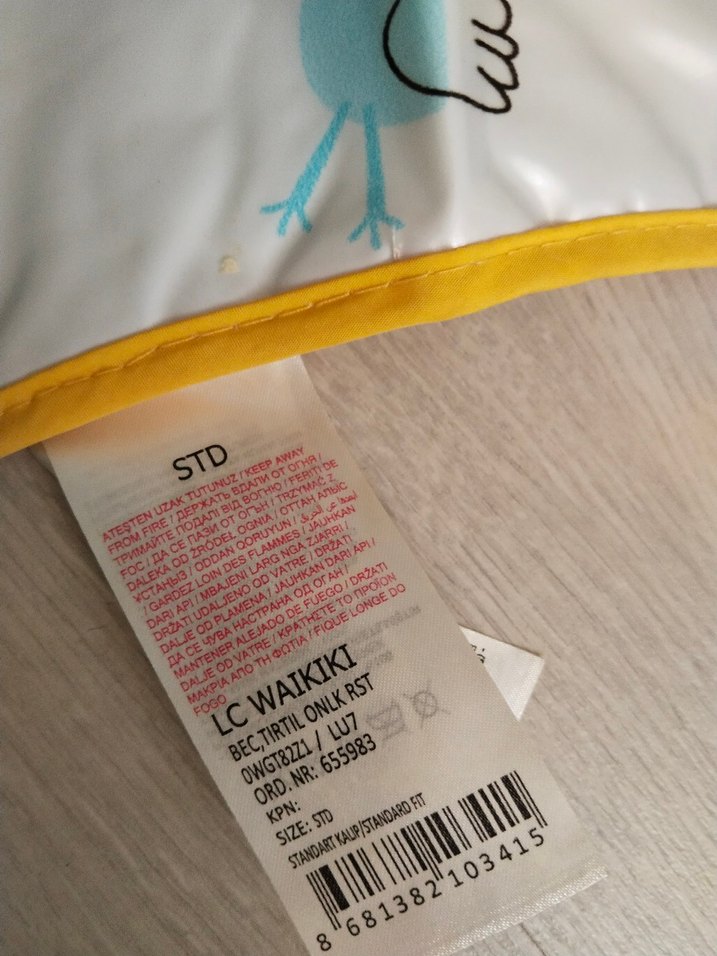 STD
ATEŞTEN UZAK TUTUNUZ / KEEP AWAY
FROM FIRE / ДЕРЖАТЬ ВДАЛИ ОТ ОГНЯ /
ТРИМАЙТЕ ПОДАЛІ ВІД ВОГНЮ / FERITI DE
FOC / ДА СЕ ПАЗИ ОТ ОГЪН / TRZYMAĆ Z
DALEKA OD ŹRÓDEŁ OGNIA / ОТТАН АЛЫС
ҰСТАҢЫЗ / ODDAN QORUYUN /
/ GARDEZ LOIN DES FLAMMES / JAUHKAN
DARI API / MBAJENI LARG NGA ZJARRI /
DRŽATI UDALJENO OD VATRE / DRŽATI
DALJE OD PLAMENA / JAUHKAN DARI API /
ДА СЕ ЧУВА НАСТРАНА ОД ОГАН /
MANTENER ALEJADO DE FUEGO / DRŽATI
DALJE OD VATRE / ΚΡΑΤΗΣΤΕ ΤΟ ΠΡΟΪΟΝ
ΜΑΚΡΙΑ ΑΠΟ ΤΗ ΦΩΤΙΑ / FIQUE LONGE DO
FOGO
LC WAIKIKI
BEC,TIRTIL ONLK RST
0WGT82Z1 / LU7
ORD. NR: 655983
KPN:
SIZE: STD
STANDART KALIP/STANDARD FIT
8 681382 103415